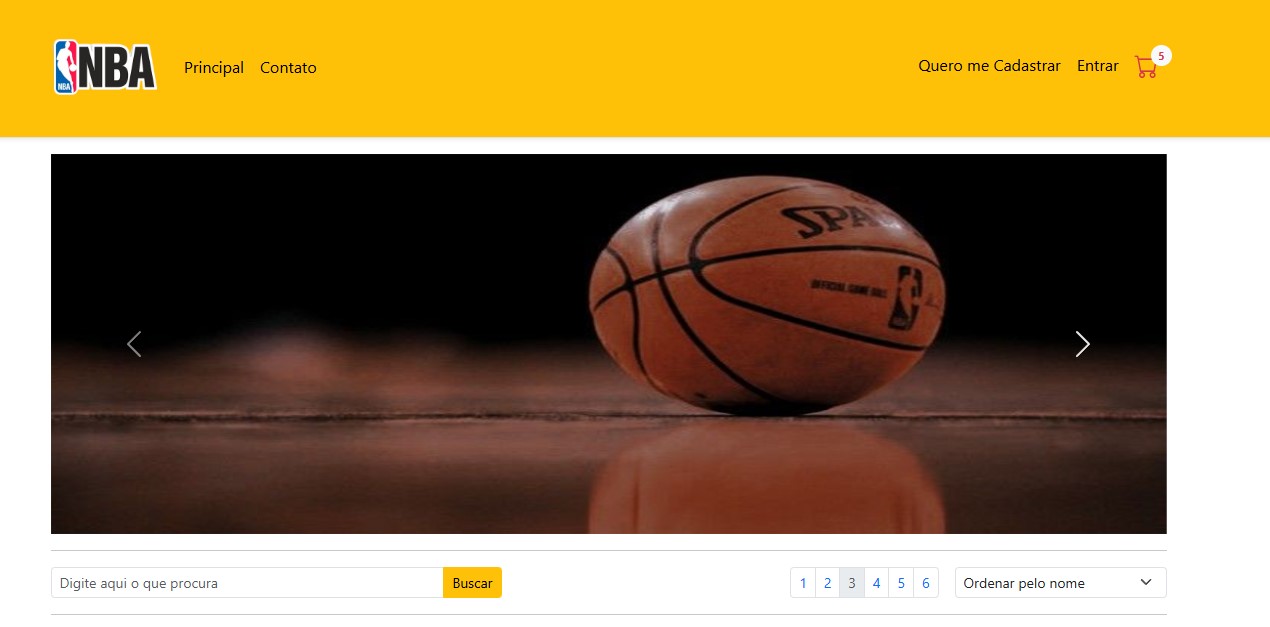 NBA
NBA
Principal
Contato
Quero me Cadastrar
Entrar
5
OFFICIAL GAME BALL
Digite aqui o que procura
Buscar
1 2 3 4 5 6
Ordenar pelo nome